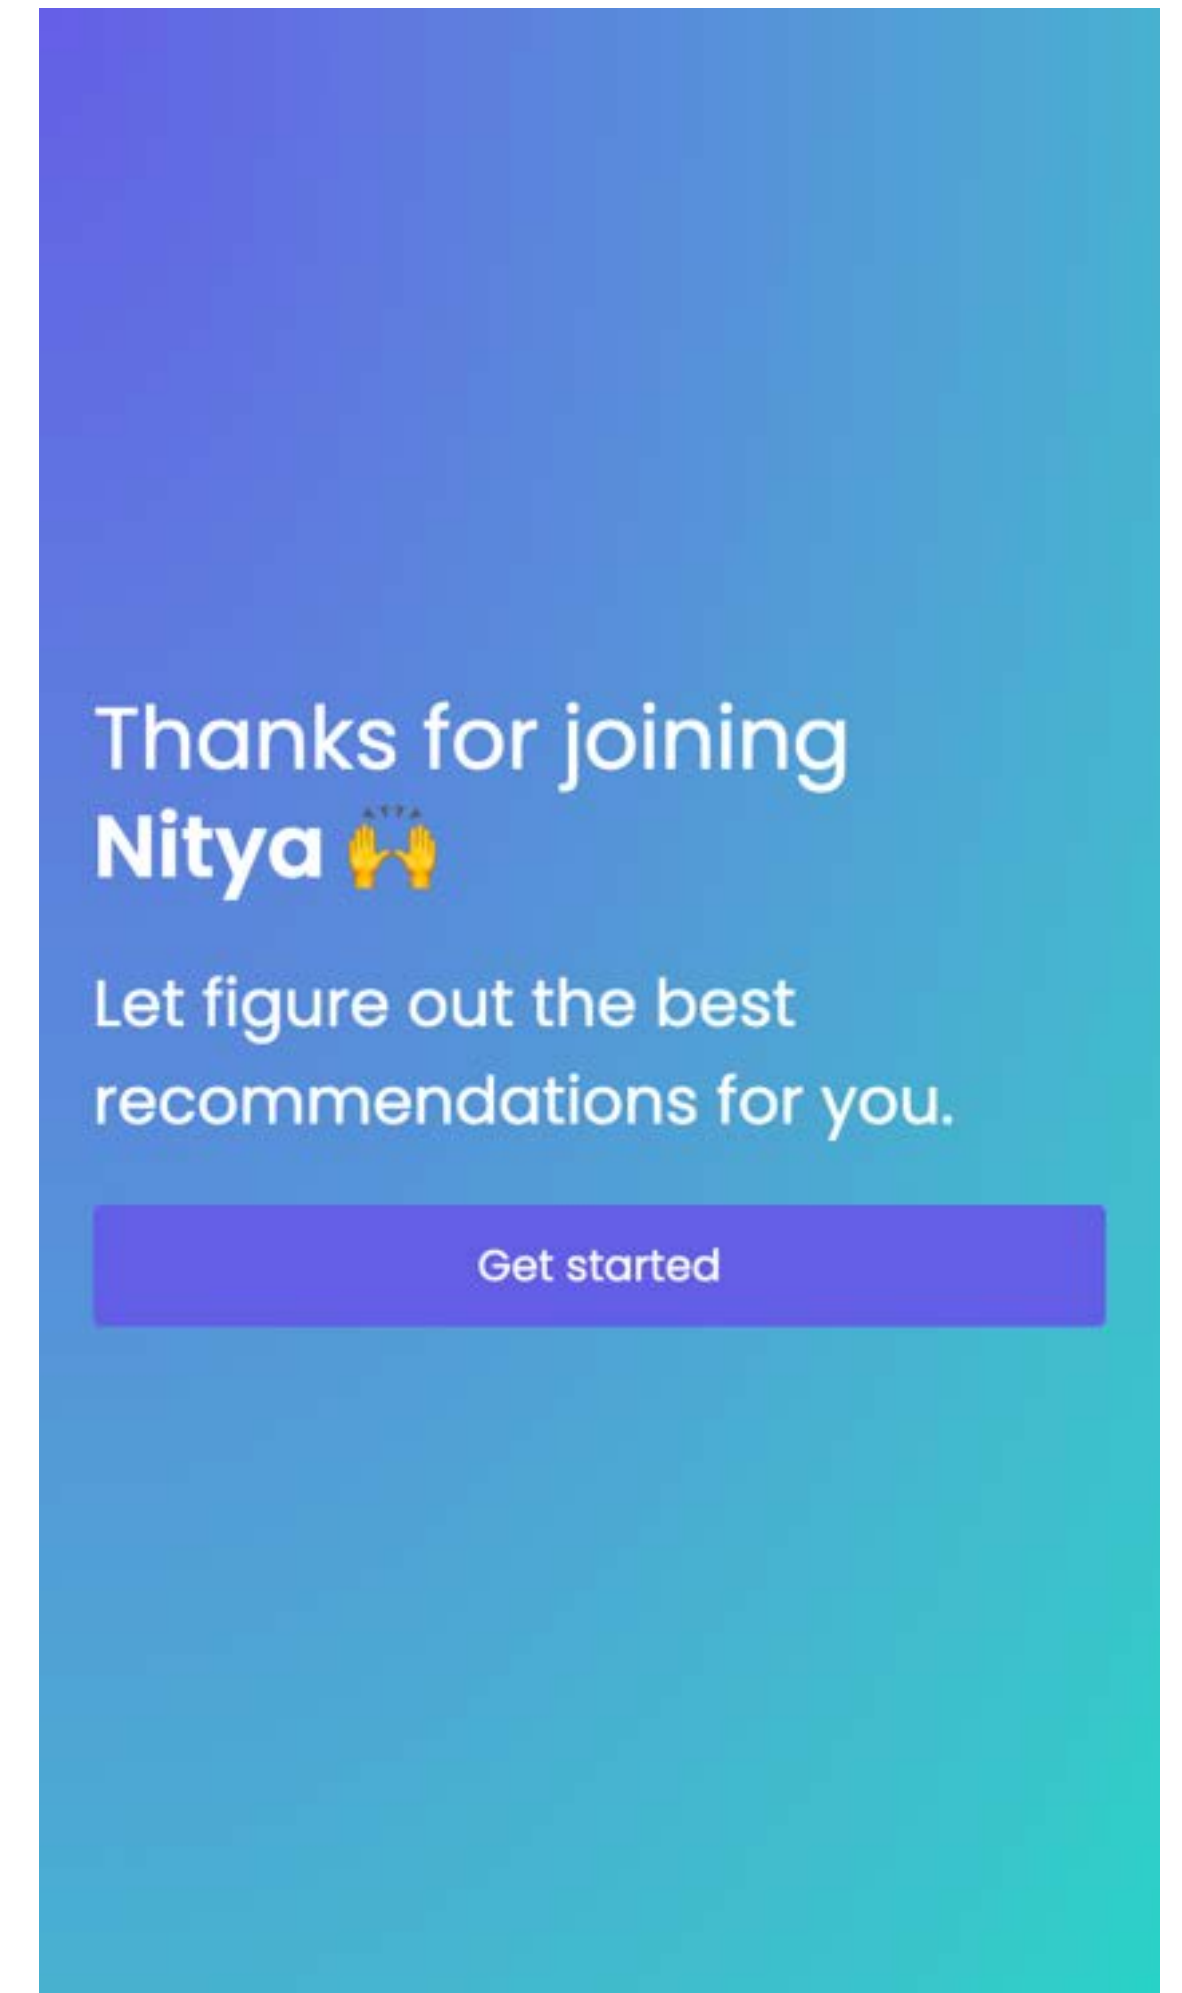 Thanks for joining
Nitya 🙌
Let figure out the best
recommendations for you.
Get started